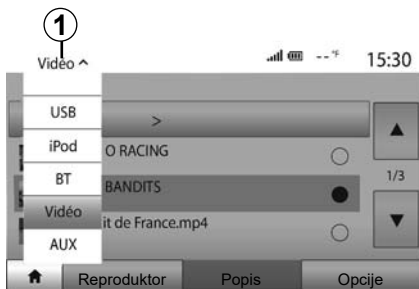 1
Vidéo ^
--°F 15:30
USB
>
iPod
O RACING
BT
BANDITS
1/3
Vidéo
it de France.mp4
AUX
Reproduktor Popis Opcije